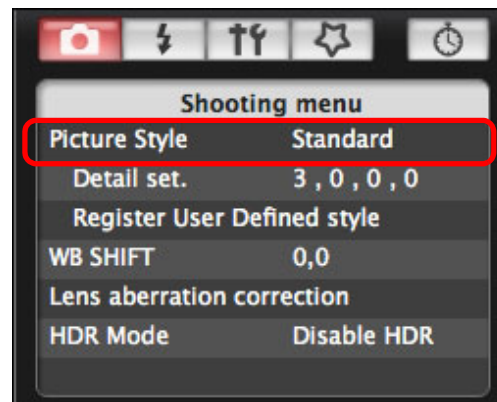 Shooting menu
Picture Style Standard
Detail set. 3 , 0 , 0 , 0
Register User Defined style
WB SHIFT 0,0
Lens aberration correction
HDR Mode Disable HDR